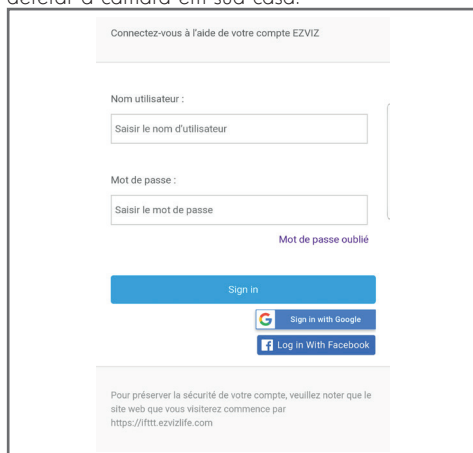 deletar a câmara em sua casa.
Connectez-vous à l'aide de votre compte EZVIZ
Nom utilisateur :
Saisir le nom d'utilisateur
Mot de passe :
Saisir le mot de passe
Mot de passe oublié
Sign in
Sign in with Google
Log in With Facebook
Pour préserver la sécurité de votre compte, veuillez noter que le
site web que vous visiterez commence par
https://ifttt.ezvizlife.com